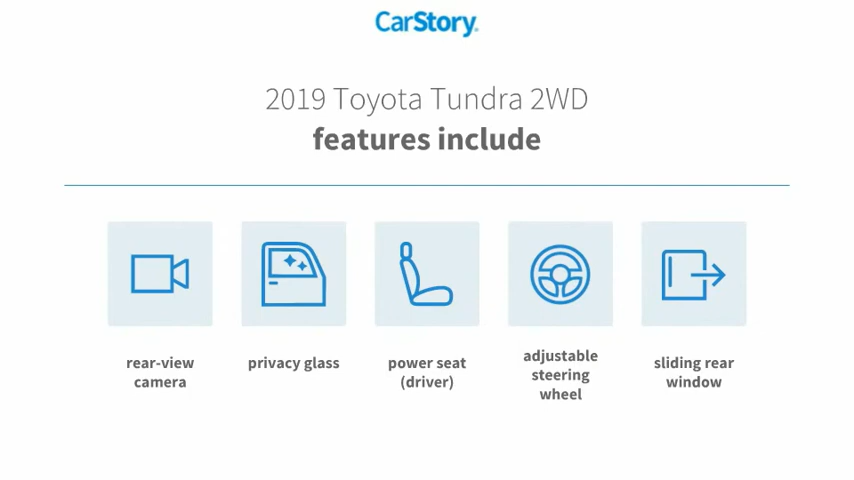 CarStory.
2019 Toyota Tundra 2WD
features include
rear-view
camera
privacy glass
power seat
(driver)
adjustable
steering
wheel
sliding rear
window